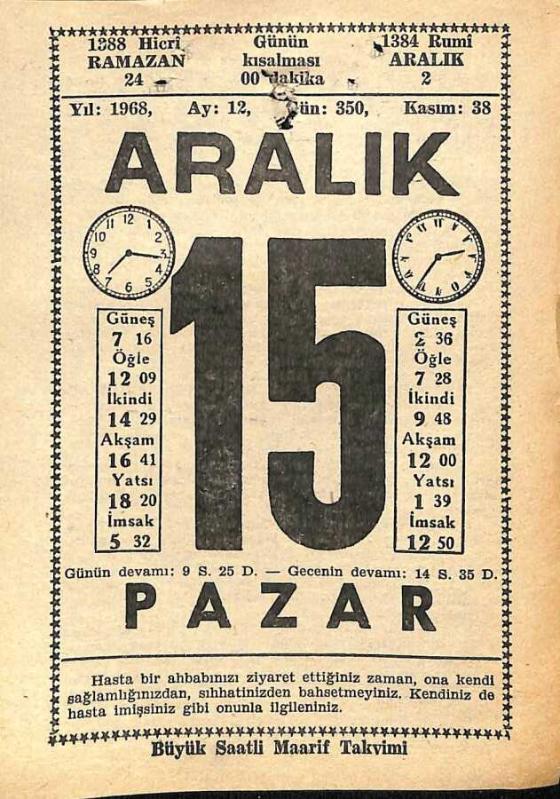 1388 Hicrî
RAMAZAN
24
Günün
kısalması
00 dakika
1384 Rumî
ARALIK
2
Yıl: 1968, Ay: 12, Gün: 350, Kasım: 38
ARALIK
15
Güneş
7 16
Öğle
12 09
İkindi
14 29
Akşam
16 41
Yatsı
18 20
İmsak
5 32
Güneş
2 36
Öğle
7 28
İkindi
9 48
Akşam
12 00
Yatsı
1 39
İmsak
12 50
Günün devamı: 9 S. 25 D. — Gecenin devamı: 14 S. 35 D.
PAZAR
Hasta bir ahbabınızı ziyaret ettiğiniz zaman, ona kendi
sağlamlığınızdan, sıhhatinizden bahsetmeyiniz. Kendiniz de
hasta imişsiniz gibi onunla ilgileniniz.
Büyük Saatli Maarif Takvimi